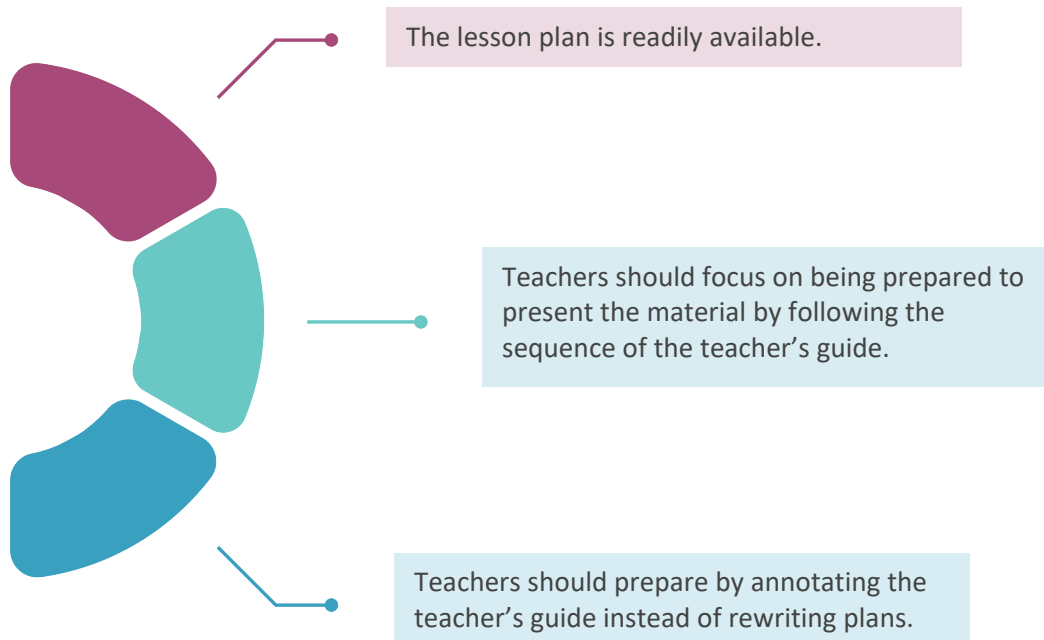 The lesson plan is readily available.
Teachers should focus on being prepared to
present the material by following the
sequence of the teacher’s guide.
Teachers should prepare by annotating the
teacher’s guide instead of rewriting plans.